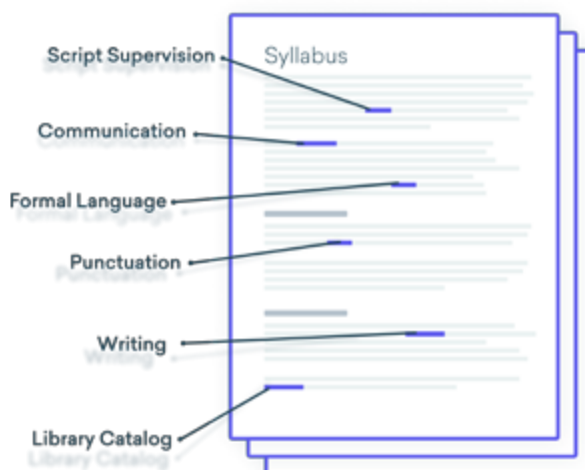 Syllabus
Script Supervision
Communication
Formal Language
Punctuation
Writing
Library Catalog